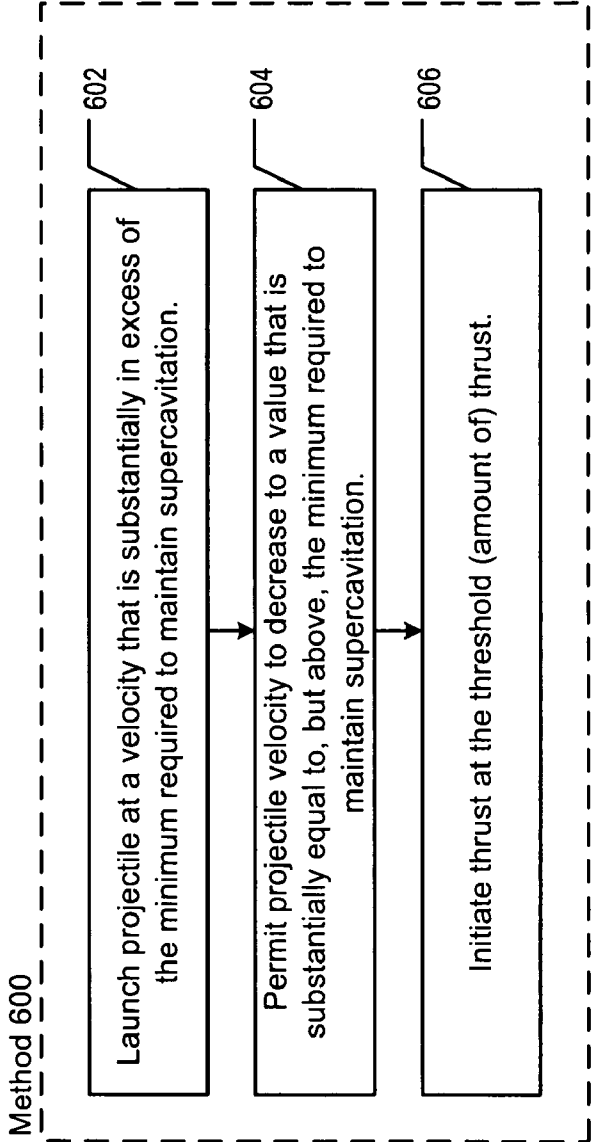 Method 600
602
Launch projectile at a velocity that is substantially in excess of
the minimum required to maintain supercavitation.
604
Permit projectile velocity to decrease to a value that is
substantially equal to, but above, the minimum required to
maintain supercavitation.
606
Initiate thrust at the threshold (amount of) thrust.